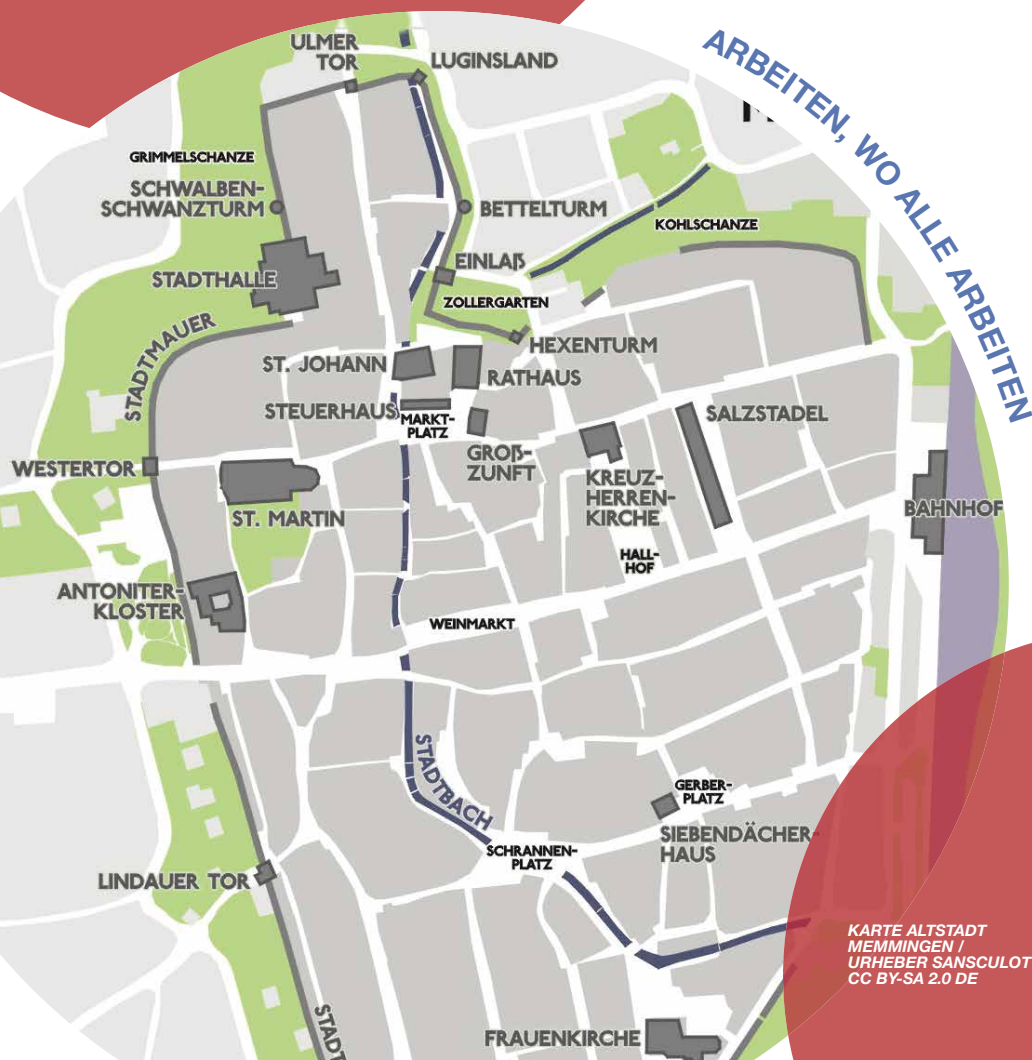 ULMER
TOR
LUGINSLAND
ARBEITEN, WO ALLE ARBEITEN
GRIMMELSCHANZE
SCHWALBEN-
SCHWANZTURM
BETTELTURM
KOHLSCHANZE
EINLAß
STADTHALLE
ZOLLERGARTEN
STADTMAUER
HEXENTURM
ST. JOHANN
RATHAUS
STEUERHAUS
MARKT-
PLATZ
SALZSTADEL
GROß-
ZUNFT
WESTERTOR
KREUZ-
HERREN-
KIRCHE
ST. MARTIN
BAHNHOF
HALL-
HOF
ANTONITER-
KLOSTER
WEINMARKT
STADTBACH
GERBER-
PLATZ
SIEBENDÄCHER-
HAUS
SCHRANNEN-
PLATZ
LINDAUER TOR
KARTE ALTSTADT
MEMMINGEN /
URHEBER SANSCULOT
CC BY-SA 2.0 DE
STADT
FRAUENKIRCHE